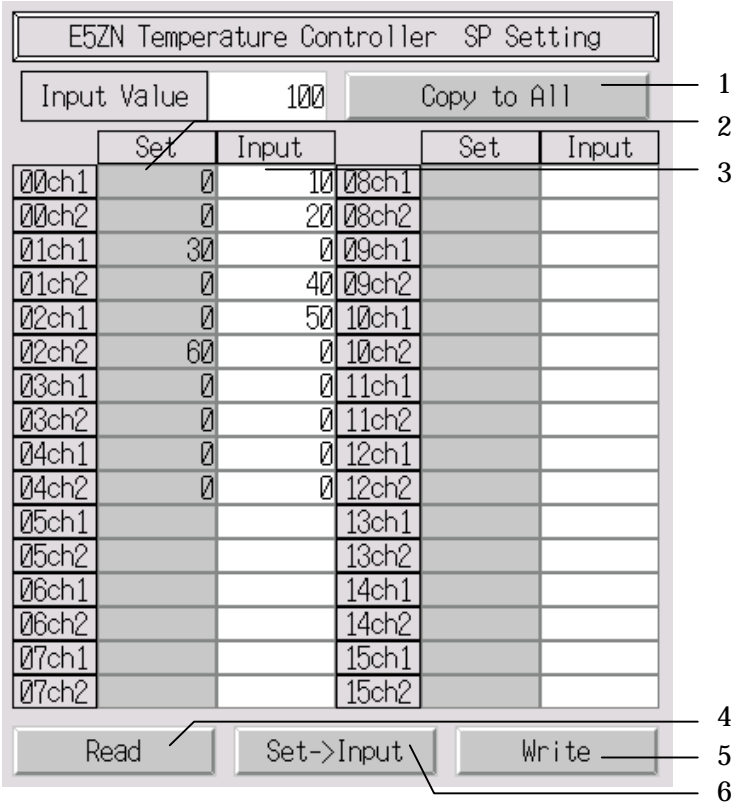 E5ZN Temperature Controller SP Setting
Input Value 100 Copy to All 1
2
Set Input Set Input
3
00ch1 0 10 08ch1
00ch2 0 20 08ch2
01ch1 30 0 09ch1
01ch2 0 40 09ch2
02ch1 0 50 10ch1
02ch2 60 0 10ch2
03ch1 0 0 11ch1
03ch2 0 0 11ch2
04ch1 0 0 12ch1
04ch2 0 0 12ch2
05ch1 13ch1
05ch2 13ch2
06ch1 14ch1
06ch2 14ch2
07ch1 15ch1
07ch2 15ch2
4
Read Set->Input Write 5
6